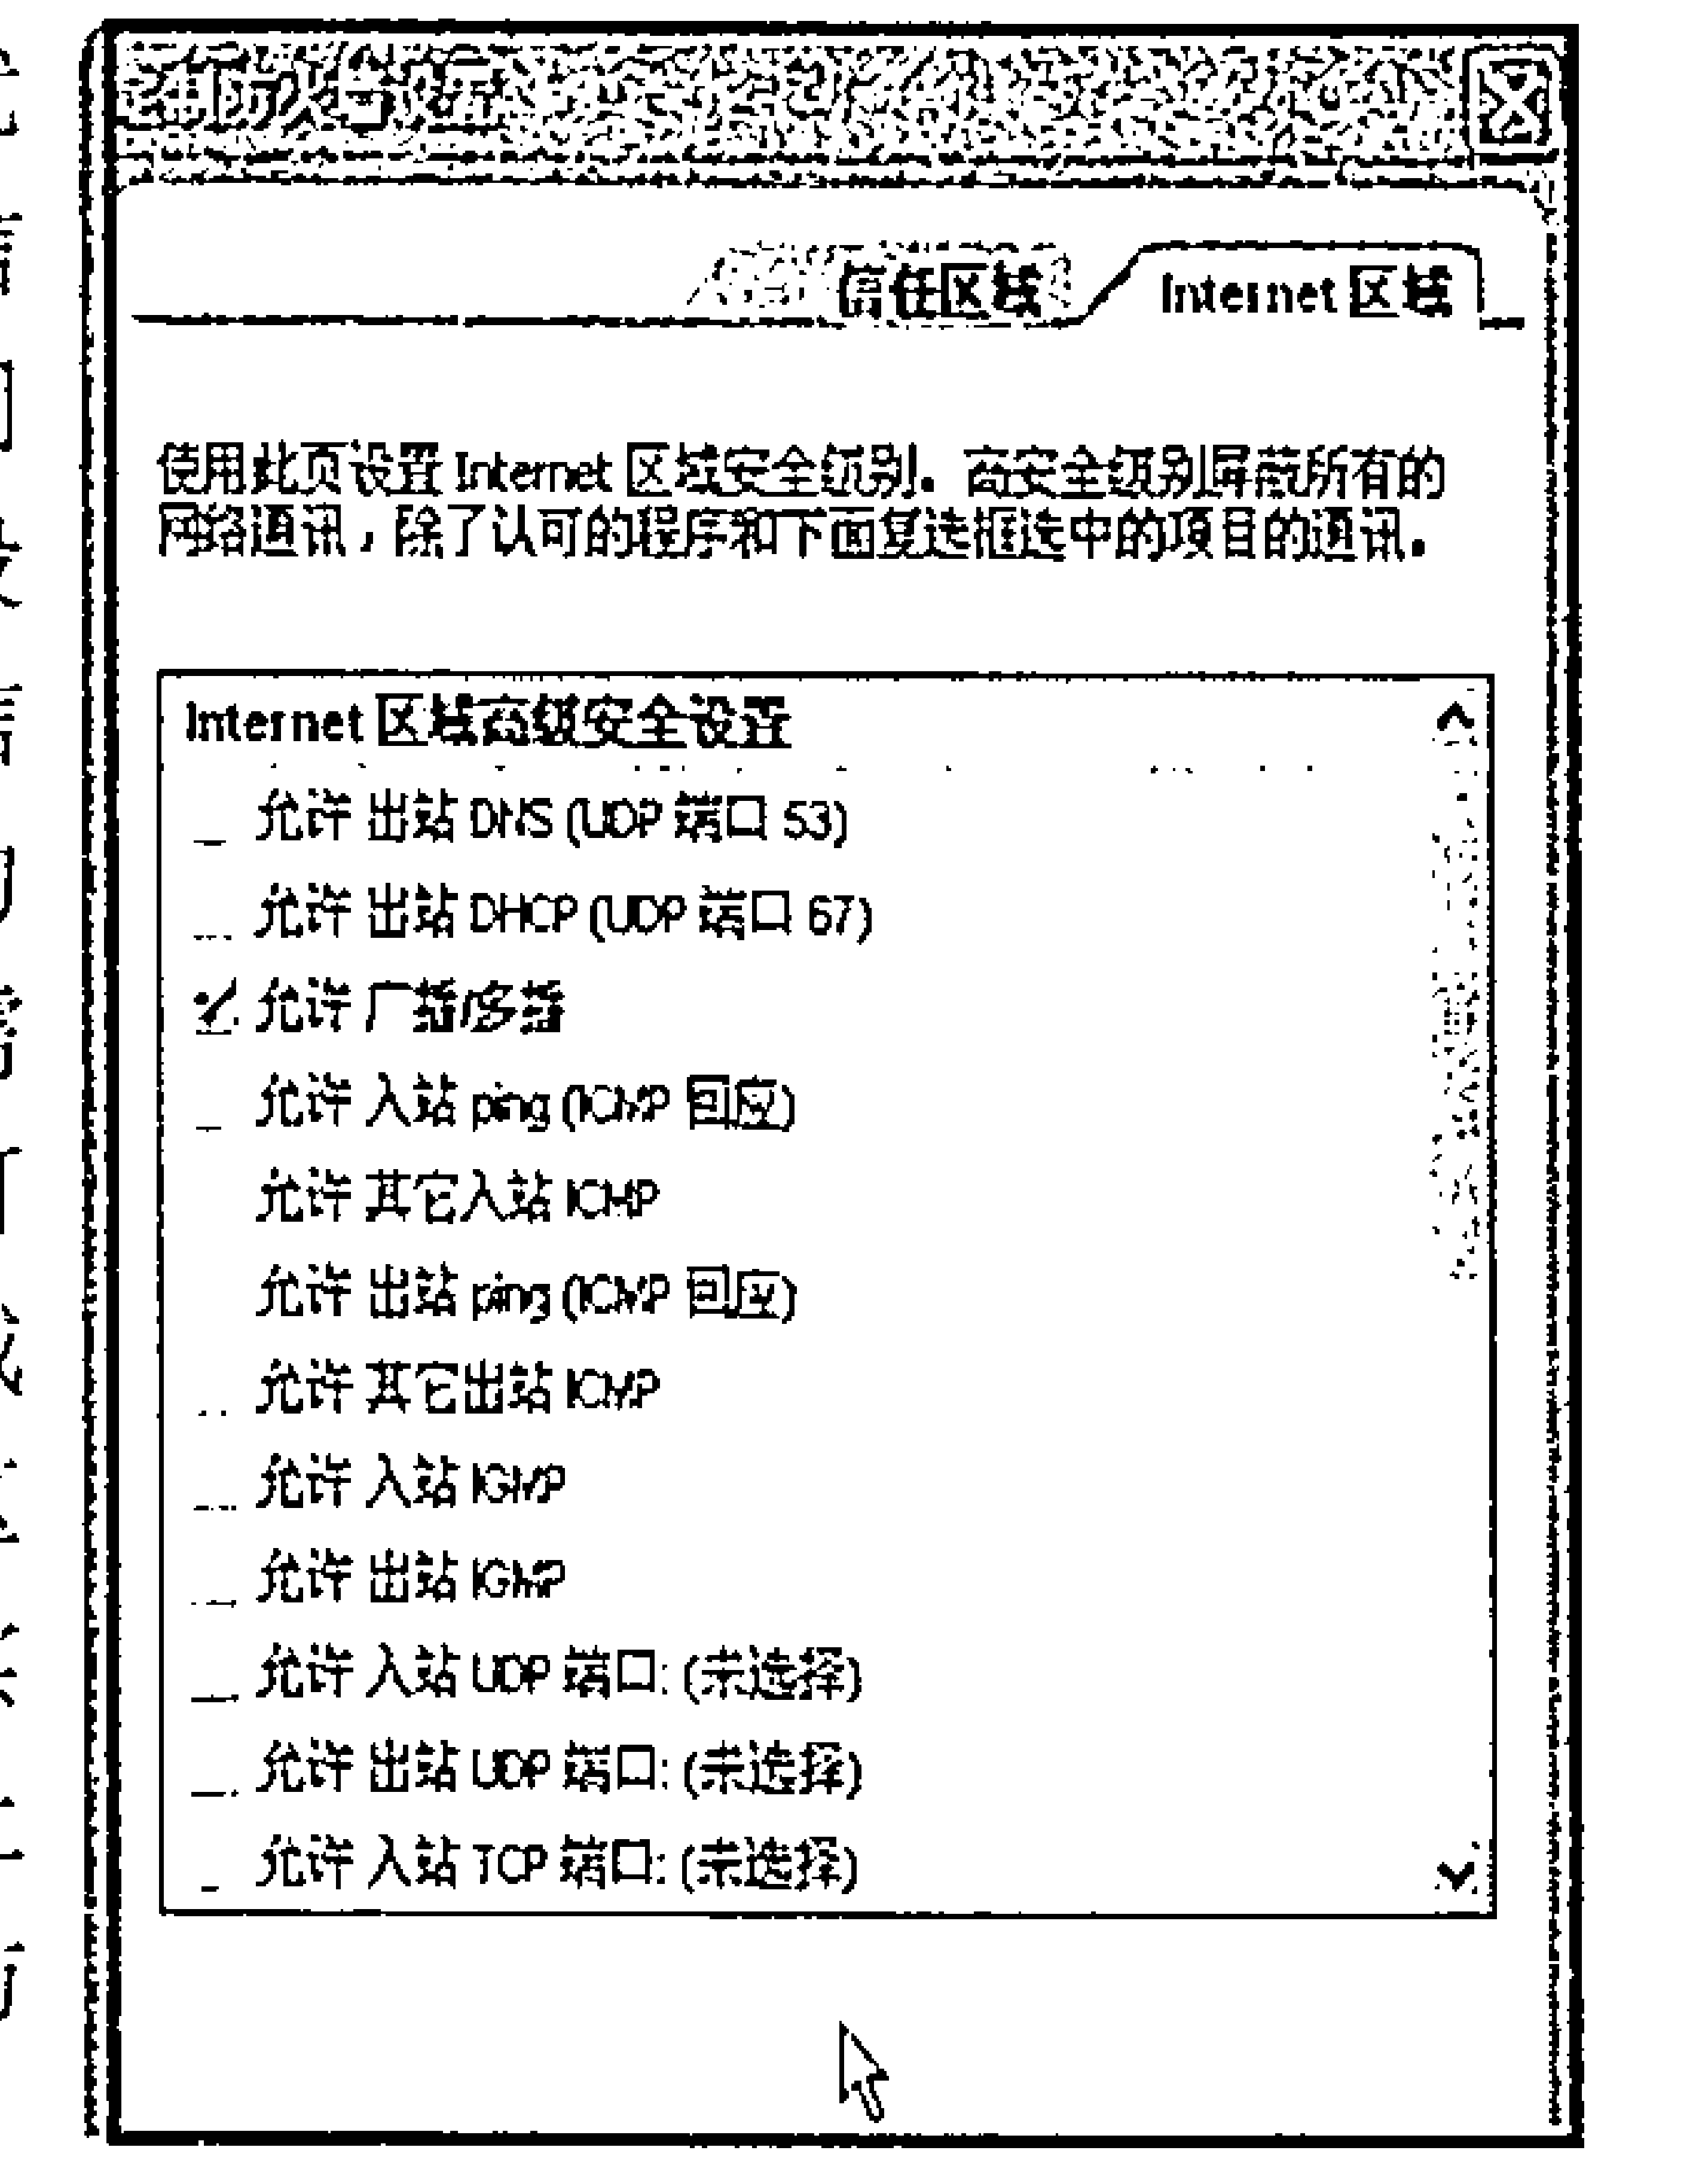 定制防火墙设定
信任区域
Internet 区域
使用此页设置 Internet 区域安全级别。高安全级别屏蔽所有的
网络通讯，除了认可的程序和下面复选框选中的项目的通讯。
Internet 区域高级安全设置
允许 出站 DNS (UDP 端口 53)
允许 出站 DHCP (UDP 端口 67)
允许 广播/多播
允许 入站 ping (ICMP 回应)
允许 其它入站 ICMP
允许 出站 ping (ICMP 回应)
允许 其它出站 ICMP
允许 入站 IGMP
允许 出站 IGMP
允许 入站 UDP 端口: (未选择)
允许 出站 UDP 端口: (未选择)
允许 入站 TCP 端口: (未选择)